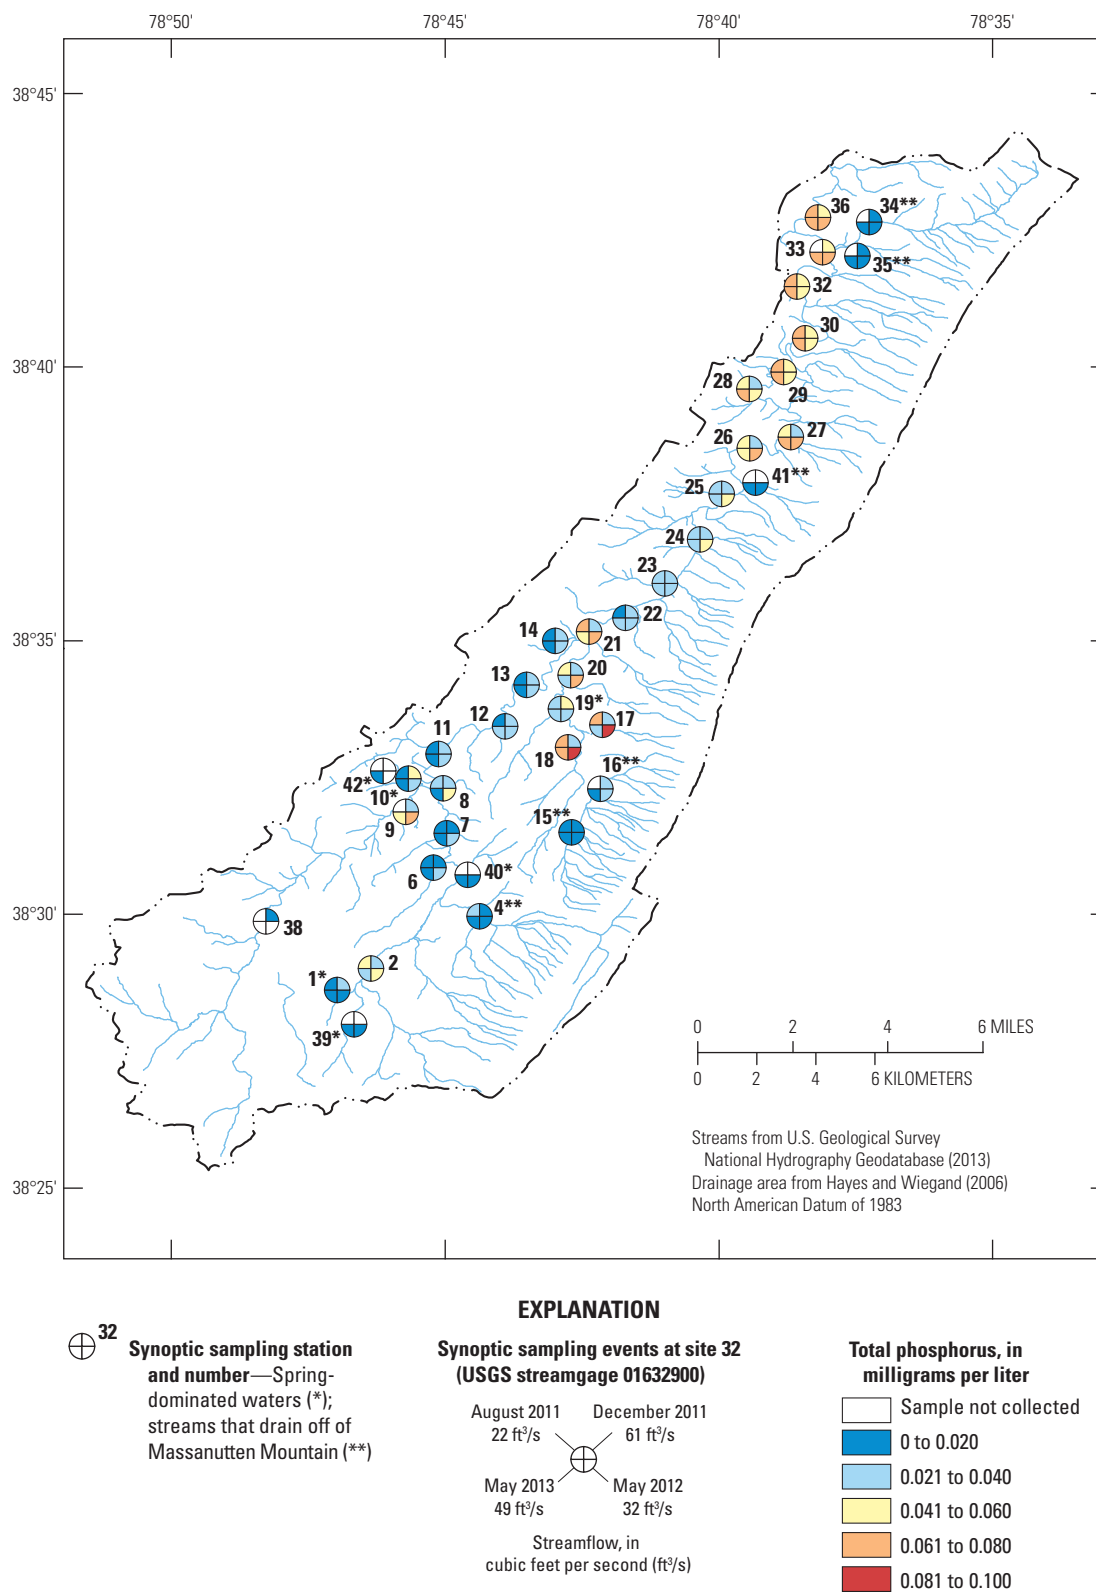 78°50' 78°45' 78°40' 78°35'
38°45'
36 34**
33 35**
32
30
38°40'
28 29
26 27
41**
25
24
23
22
14 21
38°35'
20
13
19* 17
12
11 18
16**
42* 10* 8
15**
9 7
6 40*
4**
38°30'
38
2
1*
39*
0 2 4 6 MILES
0 2 4 6 KILOMETERS
Streams from U.S. Geological Survey
National Hydrography Geodatabase (2013)
Drainage area from Hayes and Wiegand (2006)
North American Datum of 1983
38°25'
EXPLANATION
32
Synoptic sampling station
and number—Spring-
dominated waters (*);
streams that drain off of
Massanutten Mountain (**)
Synoptic sampling events at site 32
(USGS streamgage 01632900)
August 2011 December 2011
22 ft³/s 61 ft³/s
May 2013 May 2012
49 ft³/s 32 ft³/s
Streamflow, in
cubic feet per second (ft³/s)
Total phosphorus, in
milligrams per liter
Sample not collected
0 to 0.020
0.021 to 0.040
0.041 to 0.060
0.061 to 0.080
0.081 to 0.100